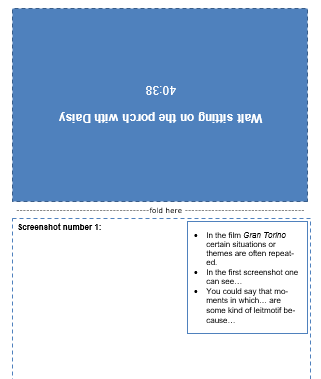 Walt sitting on the porch with Daisy
40:38
------------------------------------------fold here ------------------------------------------
Screenshot number 1:
• In the film Gran Torino
certain situations or
themes are often repeat-
ed.
• In the first screenshot one
can see…
• You could say that mo-
ments in which… are
some kind of leitmotif be-
cause…